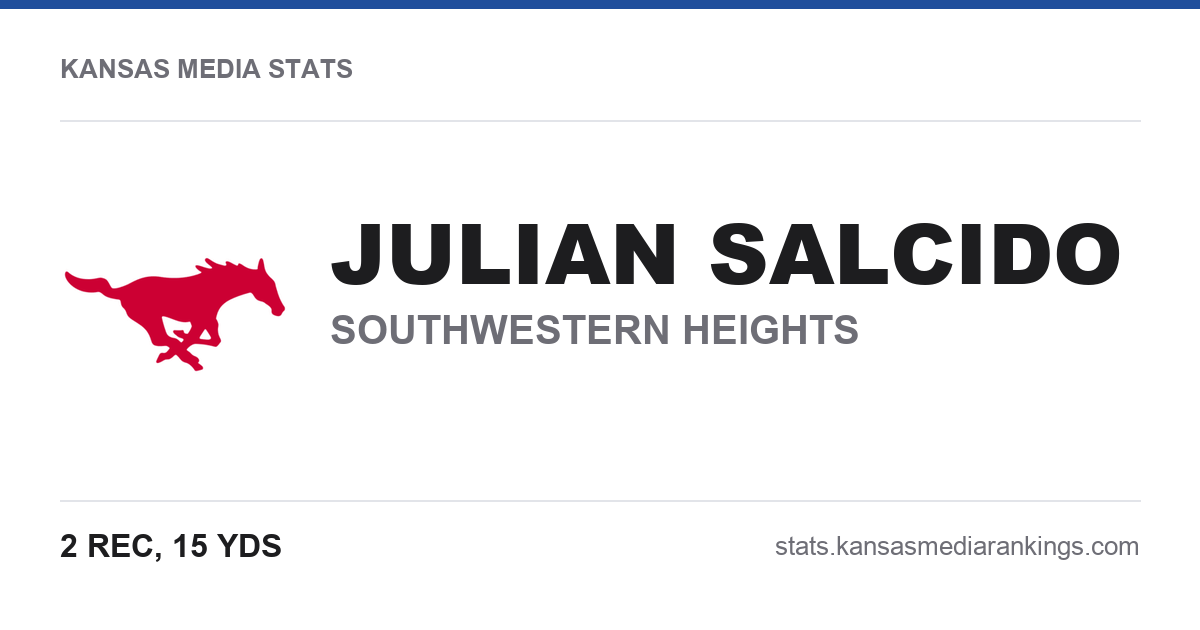 KANSAS MEDIA STATS
JULIAN SALCIDO
SOUTHWESTERN HEIGHTS
2 REC, 15 YDS
stats.kansasmediarankings.com